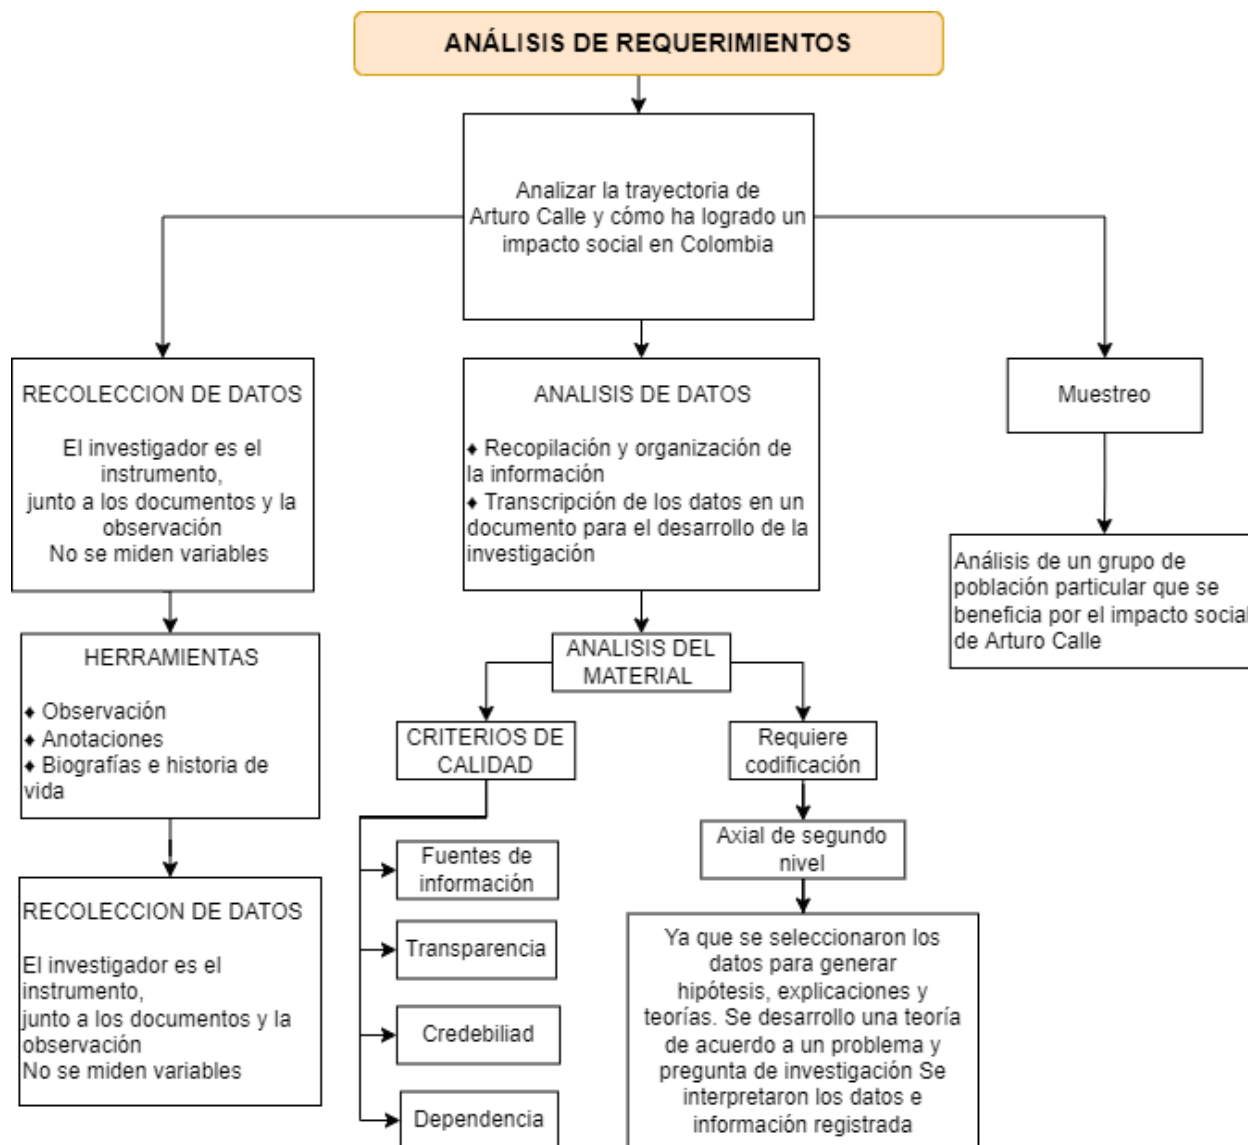 ANÁLISIS DE REQUERIMIENTOS
Analizar la trayectoria de
Arturo Calle y cómo ha logrado un
impacto social en Colombia
RECOLECCION DE DATOS
El investigador es el
instrumento,
junto a los documentos y la
observación
No se miden variables
HERRAMIENTAS
♦ Observación
♦ Anotaciones
♦ Biografías e historia de
vida
RECOLECCION DE DATOS
El investigador es el
instrumento,
junto a los documentos y la
observación
No se miden variables
ANALISIS DE DATOS
♦ Recopilación y organización de
la información
♦ Transcripción de los datos en un
documento para el desarrollo de la
investigación
ANALISIS DEL
MATERIAL
CRITERIOS DE
CALIDAD
Fuentes de
información
Transparencia
Credebiliad
Dependencia
Requiere
codificación
Axial de segundo
nivel
Ya que se seleccionaron los
datos para generar
hipótesis, explicaciones y
teorías. Se desarrollo una teoría
de acuerdo a un problema y
pregunta de investigación Se
interpretaron los datos e
información registrada
Muestreo
Análisis de un grupo de
población particular que se
beneficia por el impacto social
de Arturo Calle